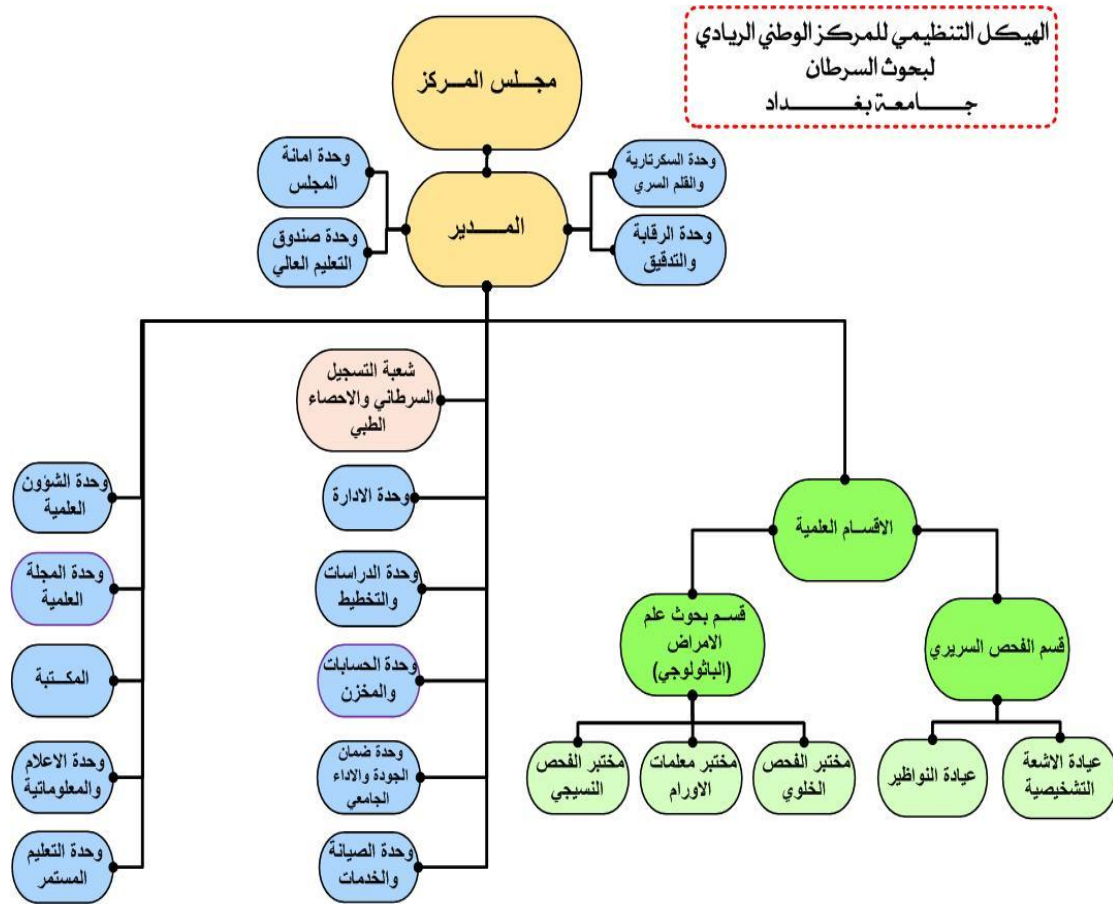 الهيكل التنظيمي للمركز الوطني الريادي
لبحوث السرطان
جامعة بغداد
مجلس المركز
المدير
وحدة السكرتارية
والقلم السري
وحدة الرقابة
والتدقيق
وحدة امانة
المجلس
وحدة صندوق
التعليم العالي
الاقسام العلمية
قسم الفحص السريري
عيادة الاشعة
التشخيصية
عيادة النواظير
قسم بحوث علم
الامراض
(الباثولوجي)
مختبر الفحص
الخلوي
مختبر معلمات
الاورام
مختبر الفحص
النسيجي
شعبة التسجيل
السرطاني والاحصاء
الطبي
وحدة الادارة
وحدة الدراسات
والتخطيط
وحدة الحسابات
والمخزن
وحدة ضمان
الجودة والاداء
الجامعي
وحدة الصيانة
والخدمات
وحدة الشؤون
العلمية
وحدة المجلة
العلمية
المكتبة
وحدة الاعلام
والمعلوماتية
وحدة التعليم
المستمر